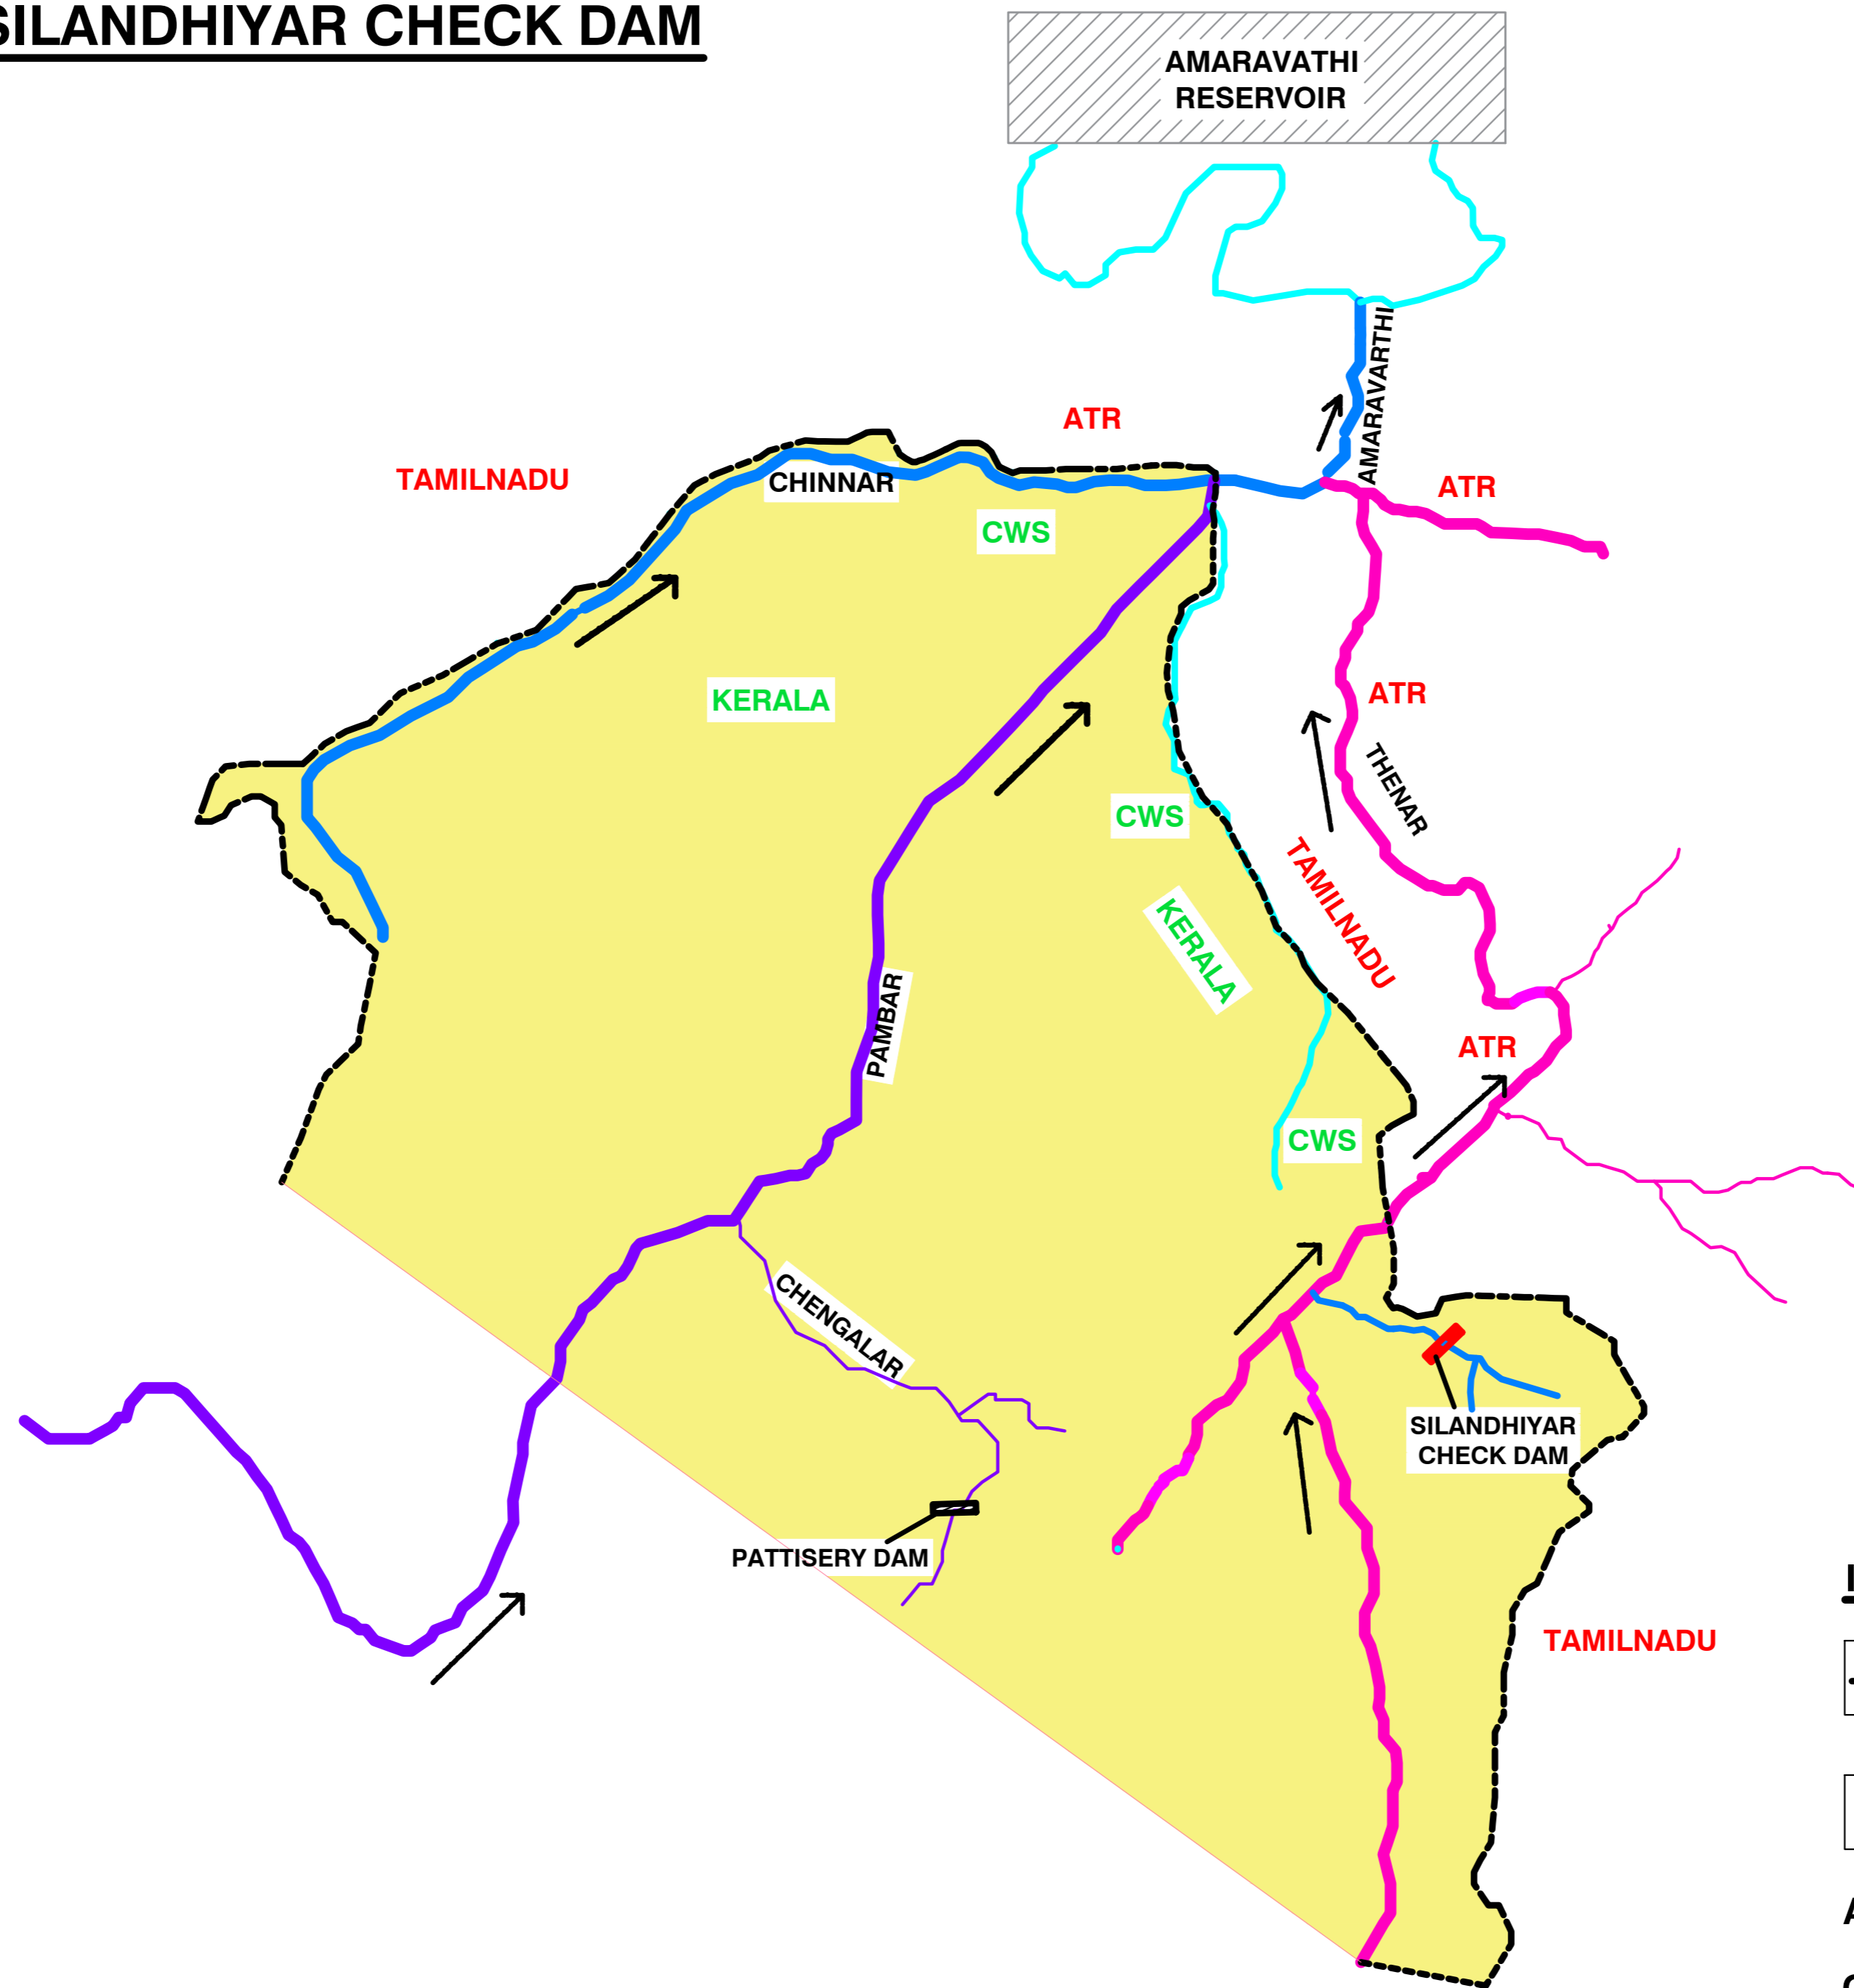 SILANDHIYAR CHECK DAM
AMARAVATHI
RESERVOIR
AMARAVARTHI
ATR
TAMILNADU
CHINNAR
ATR
CWS
KERALA
ATR
THENAR
CWS
TAMILNADU
KERALA
PAMBAR
ATR
CWS
CHENGALAR
SILANDHIYAR
CHECK DAM
PATTISERY DAM
TAMILNADU